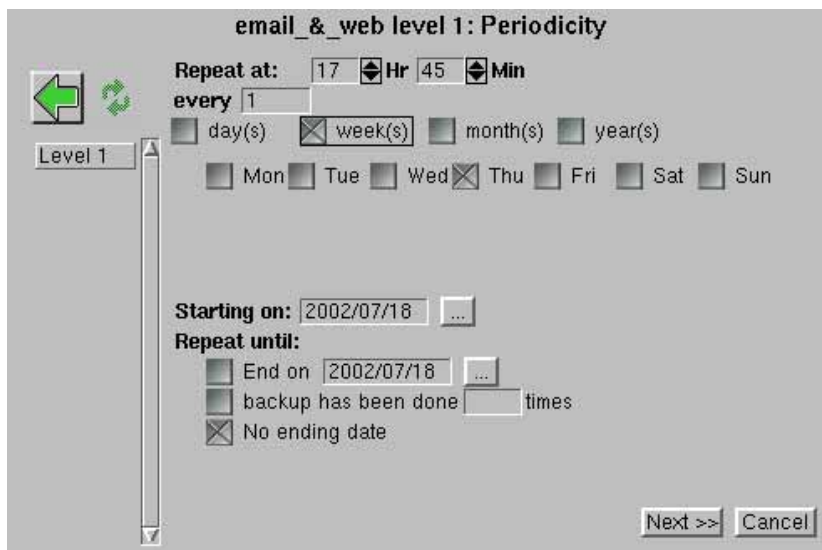 email_&_web level 1: Periodicity
Repeat at: 17 Hr 45 Min
every 1
day(s) week(s) month(s) year(s)
Level 1
Mon Tue Wed Thu Fri Sat Sun
Starting on: 2002/07/18 ...
Repeat until:
End on 2002/07/18 ...
backup has been done times
No ending date
Next >> Cancel